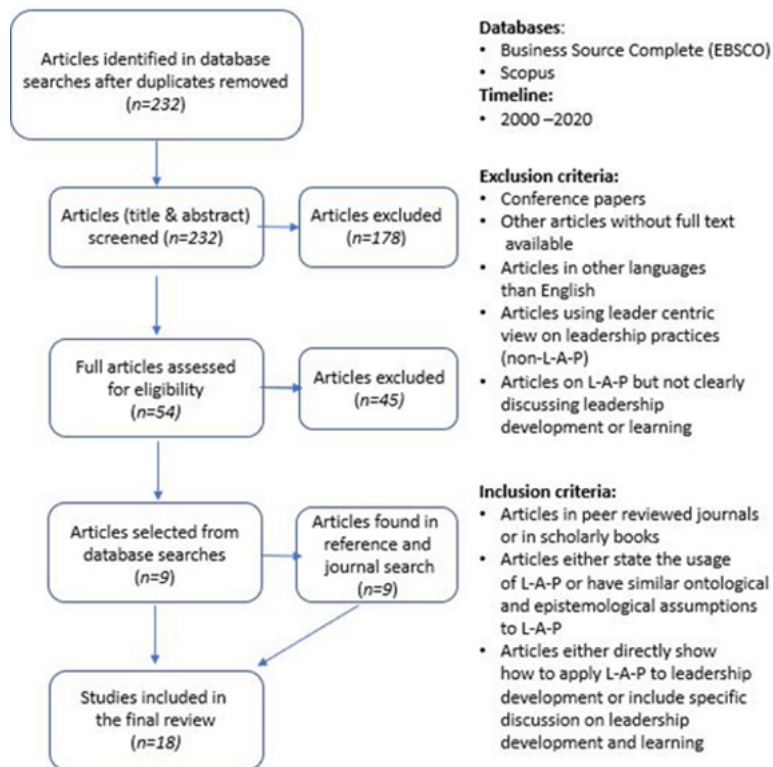 Articles identified in database
searches after duplicates removed
(n=232)
Articles (title & abstract)
screened (n=232)
Articles excluded
(n=178)
Full articles assessed
for eligibility
(n=54)
Articles excluded
(n=45)
Articles selected from
database searches
(n=9)
Articles found in
reference and
journal search
(n=9)
Studies included in
the final review
(n=18)
Databases:
• Business Source Complete (EBSCO)
• Scopus
Timeline:
• 2000 –2020
Exclusion criteria:
• Conference papers
• Other articles without full text
available
• Articles in other languages
than English
• Articles using leader centric
view on leadership practices
(non-L-A-P)
• Articles on L-A-P but not clearly
discussing leadership
development or learning
Inclusion criteria:
• Articles in peer reviewed journals
or in scholarly books
• Articles either state the usage
of L-A-P or have similar ontological
and epistemological assumptions
to L-A-P
• Articles either directly show
how to apply L-A-P to leadership
development or include specific
discussion on leadership
development and learning